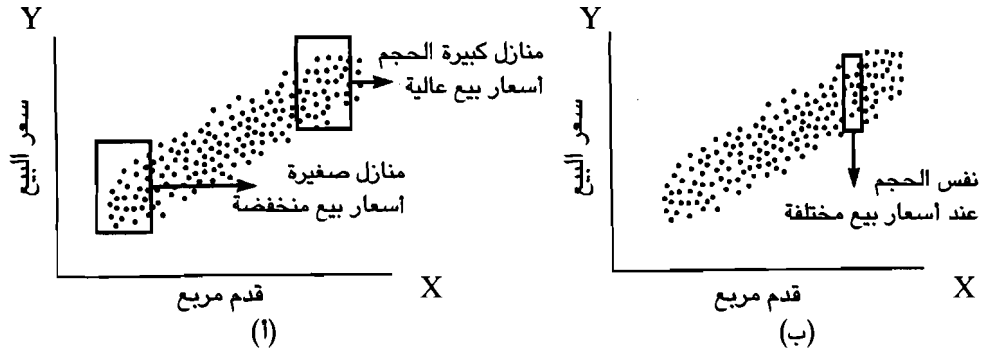 Y
منازل كبيرة الحجم
أسعار بيع عالية
سعر البيع
منازل صغيرة
أسعار بيع منخفضة
X
قدم مربع
(أ)
Y
سعر البيع
نفس الحجم
عند أسعار بيع مختلفة
X
قدم مربع
(ب)